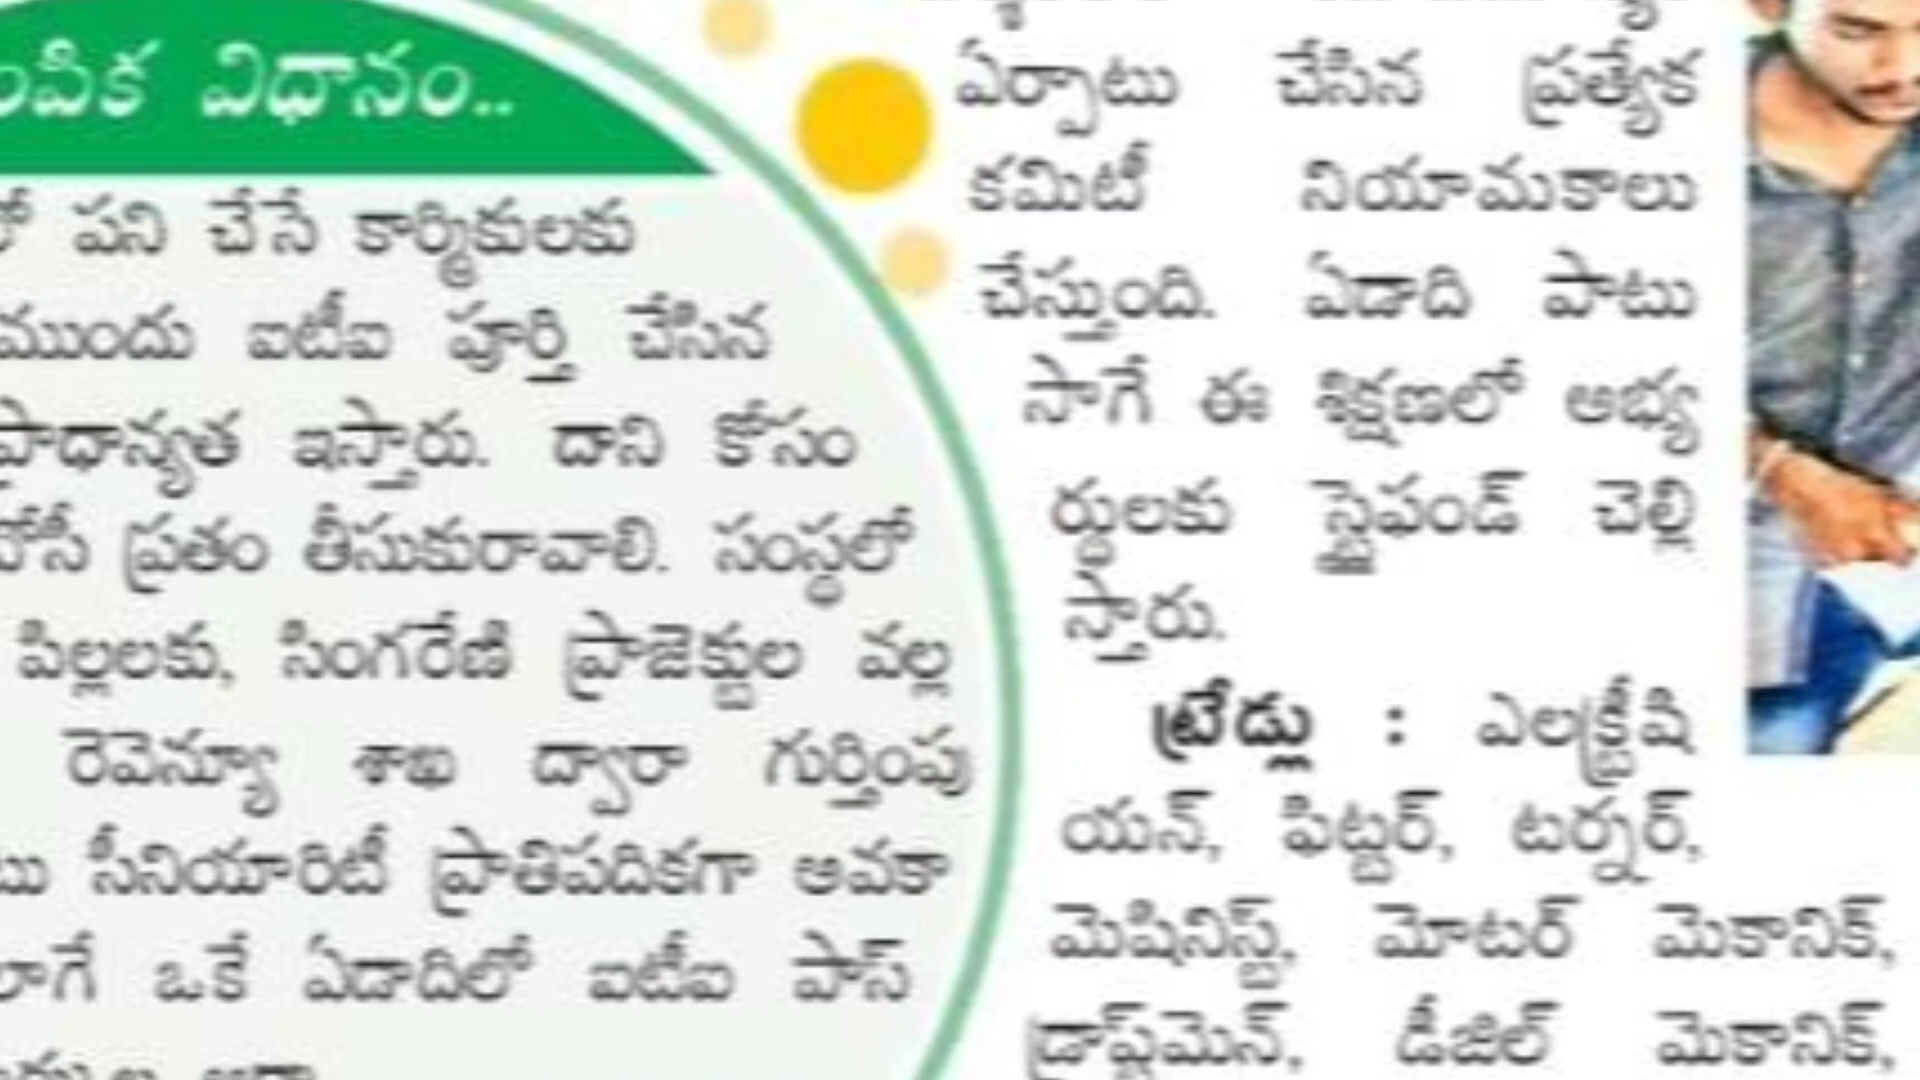 విధానం..
పని చేసే కార్మికులకు
ముందు ఐటీఐ పూర్తి చేసిన
ప్రాధాన్యత ఇస్తారు. దాని కోసం
ప్రతం తీసుకురావాలి. సంస్థలో
పిల్లలకు, సింగరేణి ప్రాజెక్టుల వల్ల
రెవెన్యూ శాఖ ద్వారా గుర్తింపు
సీనియారిటీ ప్రాతిపదికగా అవకా
ఒకే ఏడాదిలో ఐటీఐ పాస్
ఏర్పాటు చేసిన ప్రత్యేక
కమిటీ నియామకాలు
చేస్తుంది. ఏడాది పాటు
సాగే ఈ శిక్షణలో అభ్య
ర్థులకు స్టైఫండ్ చెల్లి
స్తారు.
ట్రేడ్లు : ఎలక్ట్రీషి
యన్, ఫిట్టర్, టర్నర్,
మెషినిస్ట్, మోటర్ మెకానిక్,
డ్రాఫ్ట్‌మెన్, డీజిల్ మెకానిక్,